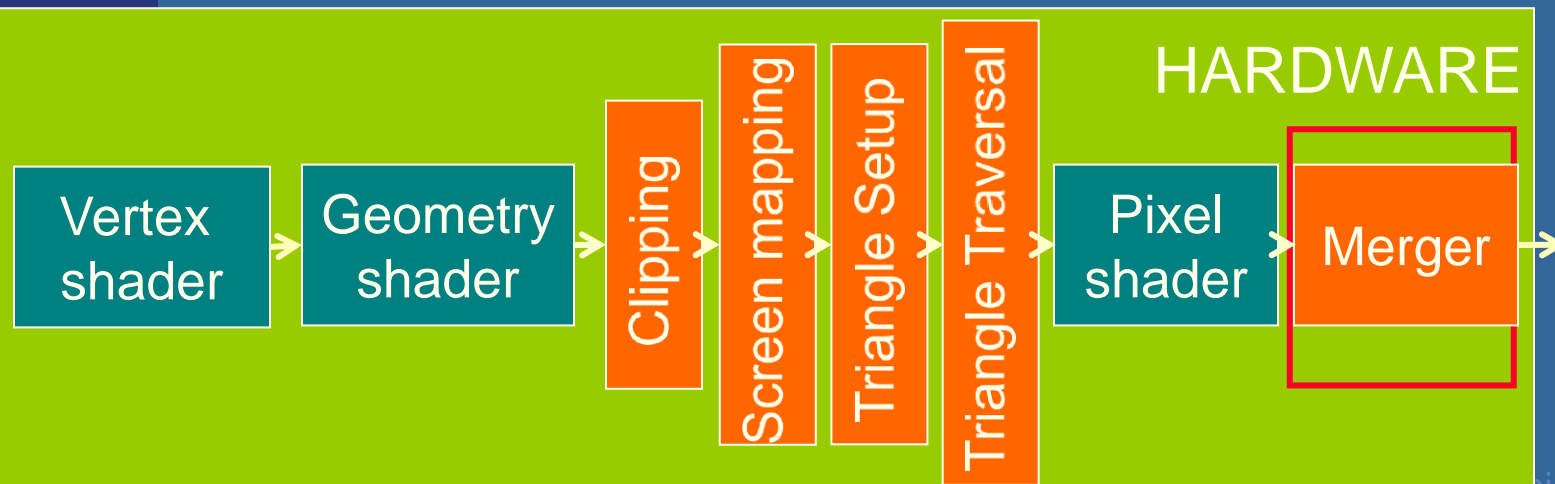 HARDWARE
Vertex
shader
Geometry
shader
Clipping
Screen mapping
Triangle Setup
Triangle Traversal
Pixel
shader
Merger